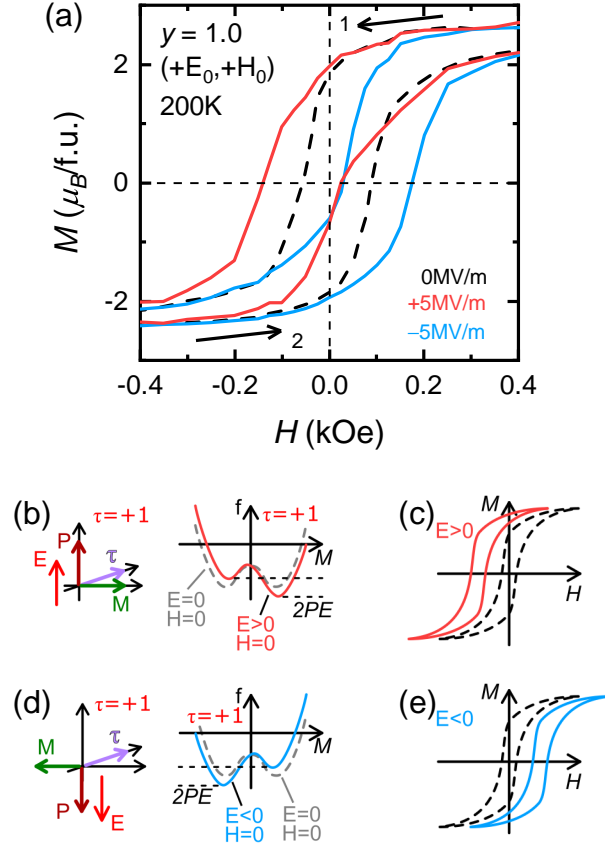 (a)
y = 1.0
(+E₀,+H₀)
200K
1
2
0MV/m
+5MV/m
−5MV/m
M (μ_B/f.u.)
2
0
-2
-0.4 -0.2 0.0 0.2 0.4
H (kOe)
(b)
τ=+1
P
E
τ
M
f
τ=+1
M
E=0
H=0
E>0
H=0
2PE
(c)
M
E>0
H
(d)
τ=+1
M
τ
P
E
f
τ=+1
M
2PE
E<0
H=0
E=0
H=0
(e)
M
E<0
H